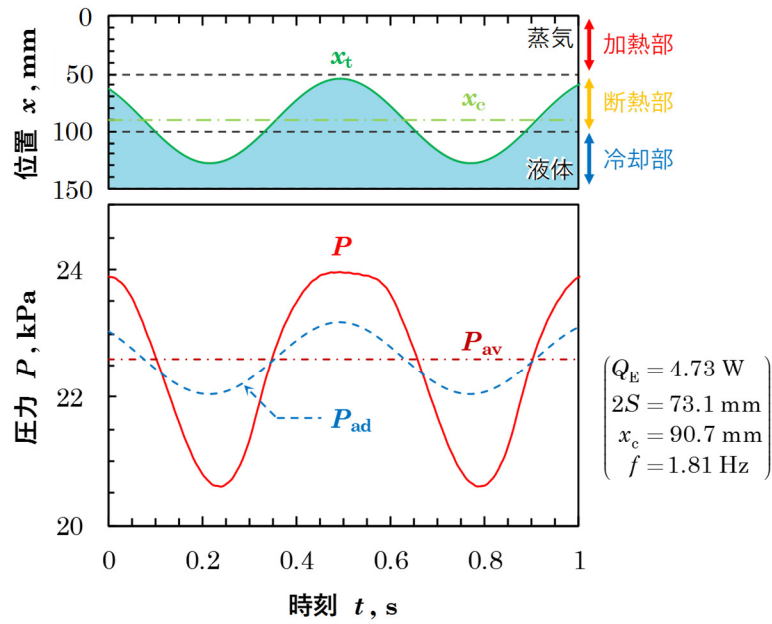 0
50
100
150
位置 x, mm
蒸気
x_t
x_c
液体
加熱部
断熱部
冷却部
24
22
20
圧力 P, kPa
P
P_av
P_ad
Q_E = 4.73 W
2S = 73.1 mm
x_c = 90.7 mm
f = 1.81 Hz
0 0.2 0.4 0.6 0.8 1
時刻 t, s